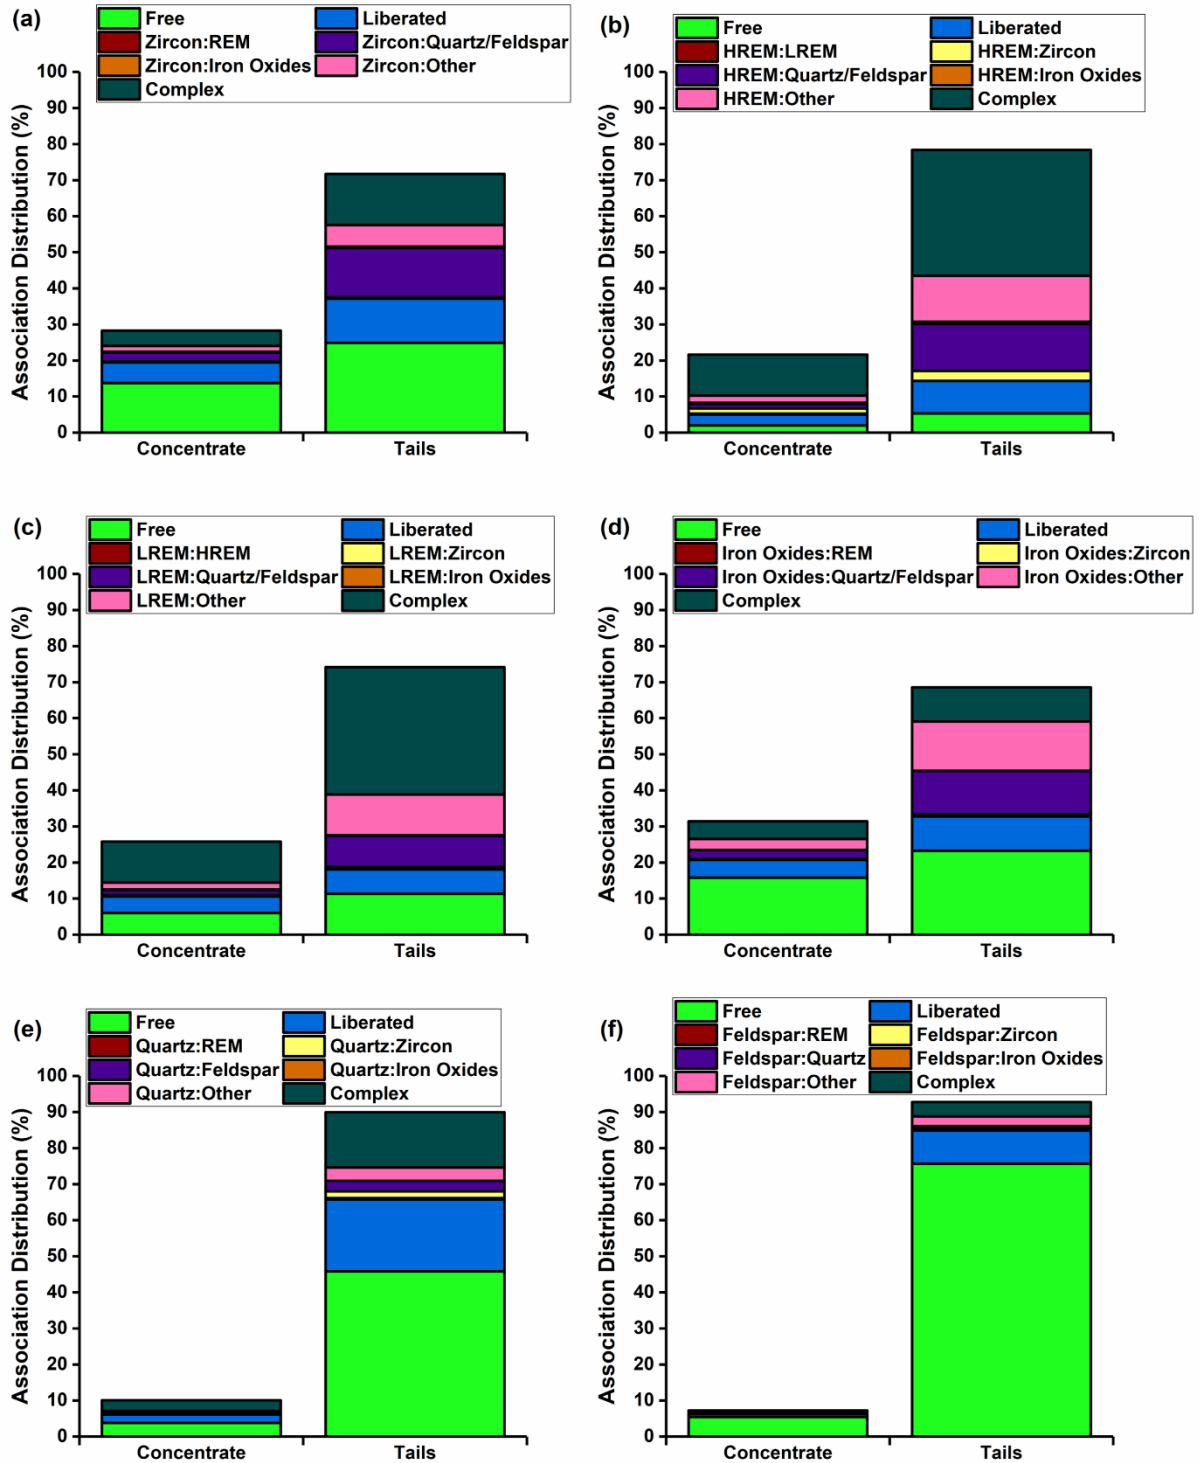 (a)
Free Liberated
Zircon:REM Zircon:Quartz/Feldspar
Zircon:Iron Oxides Zircon:Other
Complex
Association Distribution (%)
100
90
80
70
60
50
40
30
20
10
0
Concentrate Tails
(b)
Free Liberated
HREM:LREM HREM:Zircon
HREM:Quartz/Feldspar HREM:Iron Oxides
HREM:Other Complex
Association Distribution (%)
100
90
80
70
60
50
40
30
20
10
0
Concentrate Tails
(c)
Free Liberated
LREM:HREM LREM:Zircon
LREM:Quartz/Feldspar LREM:Iron Oxides
LREM:Other Complex
Association Distribution (%)
100
90
80
70
60
50
40
30
20
10
0
Concentrate Tails
(d)
Free Liberated
Iron Oxides:REM Iron Oxides:Zircon
Iron Oxides:Quartz/Feldspar Iron Oxides:Other
Complex
Association Distribution (%)
100
90
80
70
60
50
40
30
20
10
0
Concentrate Tails
(e)
Free Liberated
Quartz:REM Quartz:Zircon
Quartz:Feldspar Quartz:Iron Oxides
Quartz:Other Complex
Association Distribution (%)
100
90
80
70
60
50
40
30
20
10
0
Concentrate Tails
(f)
Free Liberated
Feldspar:REM Feldspar:Zircon
Feldspar:Quartz Feldspar:Iron Oxides
Feldspar:Other Complex
Association Distribution (%)
100
90
80
70
60
50
40
30
20
10
0
Concentrate Tails